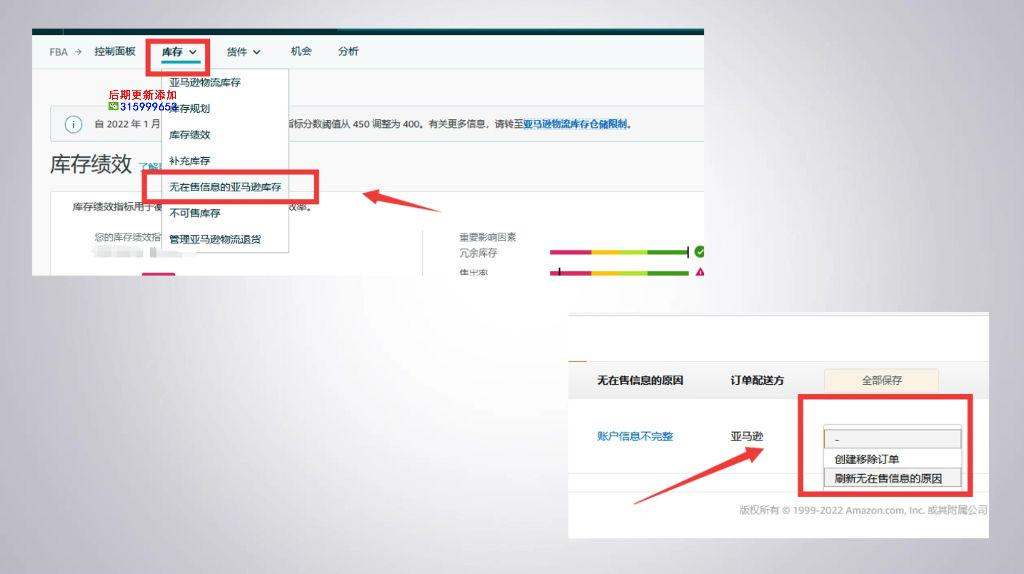 FBA → 控制面板 库存 货件 机会 分析
亚马逊物流库存
后期更新添加
315999653
库存规划
自 2022 年 1 月
指标分数阈值从 450 调整为 400。有关更多信息，请转至亚马逊物流库存仓储限制。
库存绩效
库存绩效 了解
补充库存
无在售信息的亚马逊库存
库存绩效指标用于
效率。
不可售库存
您的库存绩效指
管理亚马逊物流退货
重要影响因素
冗余库存
售出率
无在售信息的原因 订单配送方 全部保存
账户信息不完整 亚马逊 -
创建移除订单
刷新无在售信息的原因
版权所有 © 1999-2022 Amazon.com, Inc. 或其附属公司